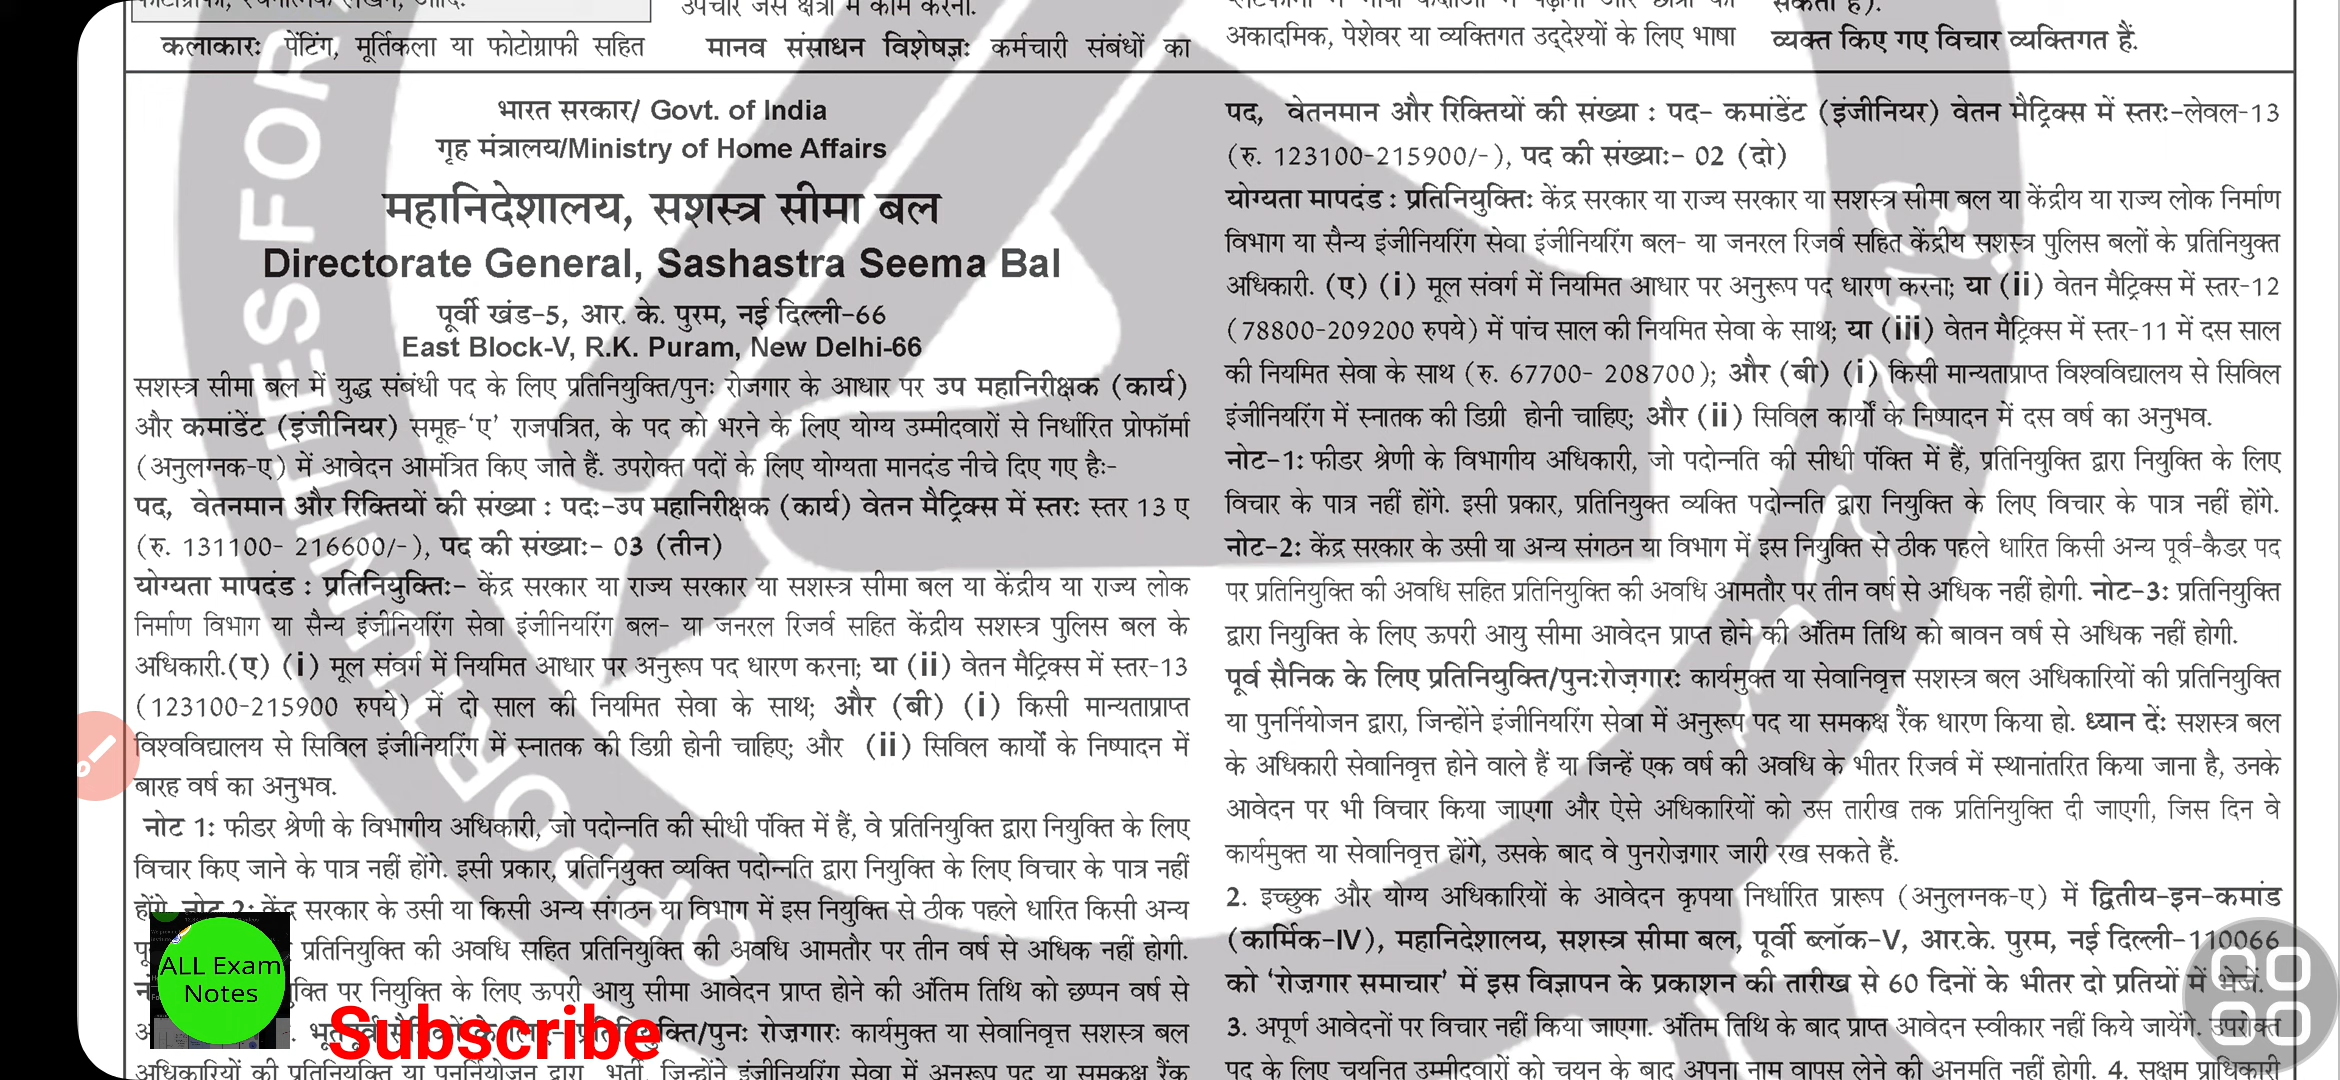 कलाकारः पेंटिंग, मूर्तिकला या फोटोग्राफी सहित
उपचार जैसे क्षेत्रों में काम करना.
मानव संसाधन विशेषज्ञः कर्मचारी संबंधों का
अकादमिक, पेशेवर या व्यक्तिगत उद्देश्यों के लिए भाषा
सकता है).
व्यक्त किए गए विचार व्यक्तिगत हैं.
भारत सरकार/ Govt. of India
गृह मंत्रालय/Ministry of Home Affairs
महानिदेशालय, सशस्त्र सीमा बल
Directorate General, Sashastra Seema Bal
पूर्वी खंड-5, आर. के. पुरम, नई दिल्ली-66
East Block-V, R.K. Puram, New Delhi-66
सशस्त्र सीमा बल में युद्ध संबंधी पद के लिए प्रतिनियुक्ति/पुनः रोजगार के आधार पर उप महानिरीक्षक (कार्य)
और कमांडेंट (इंजीनियर) समूह-‘ए’ राजपत्रित, के पद को भरने के लिए योग्य उम्मीदवारों से निर्धारित प्रोफॉर्मा
(अनुलग्नक-ए) में आवेदन आमंत्रित किए जाते हैं. उपरोक्त पदों के लिए योग्यता मानदंड नीचे दिए गए हैः-
पद, वेतनमान और रिक्तियों की संख्या : पदः-उप महानिरीक्षक (कार्य) वेतन मैट्रिक्स में स्तरः स्तर 13 ए
(रु. 131100- 216600/-), पद की संख्याः- 03 (तीन)
योग्यता मापदंड : प्रतिनियुक्तिः- केंद्र सरकार या राज्य सरकार या सशस्त्र सीमा बल या केंद्रीय या राज्य लोक
निर्माण विभाग या सैन्य इंजीनियरिंग सेवा इंजीनियरिंग बल- या जनरल रिजर्व सहित केंद्रीय सशस्त्र पुलिस बल के
अधिकारी.(ए) (i) मूल संवर्ग में नियमित आधार पर अनुरूप पद धारण करना; या (ii) वेतन मैट्रिक्स में स्तर-13
(123100-215900 रुपये) में दो साल की नियमित सेवा के साथ; और (बी) (i) किसी मान्यताप्राप्त
विश्वविद्यालय से सिविल इंजीनियरिंग में स्नातक की डिग्री होनी चाहिए; और (ii) सिविल कार्यों के निष्पादन में
बारह वर्ष का अनुभव.
नोट 1: फीडर श्रेणी के विभागीय अधिकारी, जो पदोन्नति की सीधी पंक्ति में हैं, वे प्रतिनियुक्ति द्वारा नियुक्ति के लिए
विचार किए जाने के पात्र नहीं होंगे. इसी प्रकार, प्रतिनियुक्त व्यक्ति पदोन्नति द्वारा नियुक्ति के लिए विचार के पात्र नहीं
होंगे. नोट 2: केंद्र सरकार के उसी या किसी अन्य संगठन या विभाग में इस नियुक्ति से ठीक पहले धारित किसी अन्य
प्रतिनियुक्ति की अवधि सहित प्रतिनियुक्ति की अवधि आमतौर पर तीन वर्ष से अधिक नहीं होगी.
पर नियुक्ति के लिए ऊपरी आयु सीमा आवेदन प्राप्त होने की अंतिम तिथि को छप्पन वर्ष से
रोजगारः कार्यमुक्त या सेवानिवृत्त सशस्त्र बल
अधिकारियों की प्रतिनियुक्ति या पुनर्नियोजन द्वारा भर्ती, जिन्होंने इंजीनियरिंग सेवा में अनुरूप पद या समकक्ष रैंक
पद, वेतनमान और रिक्तियों की संख्या : पद- कमांडेंट (इंजीनियर) वेतन मैट्रिक्स में स्तरः-लेवल-13
(रु. 123100-215900/-), पद की संख्याः- 02 (दो)
योग्यता मापदंड : प्रतिनियुक्तिः केंद्र सरकार या राज्य सरकार या सशस्त्र सीमा बल या केंद्रीय या राज्य लोक निर्माण
विभाग या सैन्य इंजीनियरिंग सेवा इंजीनियरिंग बल- या जनरल रिजर्व सहित केंद्रीय सशस्त्र पुलिस बलों के प्रतिनियुक्त
अधिकारी. (ए) (i) मूल संवर्ग में नियमित आधार पर अनुरूप पद धारण करना; या (ii) वेतन मैट्रिक्स में स्तर-12
(78800-209200 रुपये) में पांच साल की नियमित सेवा के साथ; या (iii) वेतन मैट्रिक्स में स्तर-11 में दस साल
की नियमित सेवा के साथ (रु. 67700- 208700); और (बी) (i) किसी मान्यताप्राप्त विश्वविद्यालय से सिविल
इंजीनियरिंग में स्नातक की डिग्री होनी चाहिए; और (ii) सिविल कार्यों के निष्पादन में दस वर्ष का अनुभव.
नोट-1: फीडर श्रेणी के विभागीय अधिकारी, जो पदोन्नति की सीधी पंक्ति में हैं, प्रतिनियुक्ति द्वारा नियुक्ति के लिए
विचार के पात्र नहीं होंगे. इसी प्रकार, प्रतिनियुक्त व्यक्ति पदोन्नति द्वारा नियुक्ति के लिए विचार के पात्र नहीं होंगे.
नोट-2: केंद्र सरकार के उसी या अन्य संगठन या विभाग में इस नियुक्ति से ठीक पहले धारित किसी अन्य पूर्व-कैडर पद
पर प्रतिनियुक्ति की अवधि सहित प्रतिनियुक्ति की अवधि आमतौर पर तीन वर्ष से अधिक नहीं होगी. नोट-3: प्रतिनियुक्ति
द्वारा नियुक्ति के लिए ऊपरी आयु सीमा आवेदन प्राप्त होने की अंतिम तिथि को बावन वर्ष से अधिक नहीं होगी.
पूर्व सैनिक के लिए प्रतिनियुक्ति/पुनःरोज़गारः कार्यमुक्त या सेवानिवृत्त सशस्त्र बल अधिकारियों की प्रतिनियुक्ति
या पुनर्नियोजन द्वारा, जिन्होंने इंजीनियरिंग सेवा में अनुरूप पद या समकक्ष रैंक धारण किया हो. ध्यान देंः सशस्त्र बल
के अधिकारी सेवानिवृत्त होने वाले हैं या जिन्हें एक वर्ष की अवधि के भीतर रिजर्व में स्थानांतरित किया जाना है, उनके
आवेदन पर भी विचार किया जाएगा और ऐसे अधिकारियों को उस तारीख तक प्रतिनियुक्ति दी जाएगी, जिस दिन वे
कार्यमुक्त या सेवानिवृत्त होंगे, उसके बाद वे पुनरोज़गार जारी रख सकते हैं.
2. इच्छुक और योग्य अधिकारियों के आवेदन कृपया निर्धारित प्रारूप (अनुलग्नक-ए) में द्वितीय-इन-कमांड
(कार्मिक-IV), महानिदेशालय, सशस्त्र सीमा बल, पूर्वी ब्लॉक-V, आर.के. पुरम, नई दिल्ली-110066
को ‘रोज़गार समाचार’ में इस विज्ञापन के प्रकाशन की तारीख से 60 दिनों के भीतर दो प्रतियों में भेजें.
3. अपूर्ण आवेदनों पर विचार नहीं किया जाएगा. अंतिम तिथि के बाद प्राप्त आवेदन स्वीकार नहीं किये जायेंगे. उपरोक्त
पद के लिए चयनित उम्मीदवारों को चयन के बाद अपना नाम वापस लेने की अनुमति नहीं होगी. 4. सक्षम प्राधिकारी
ALL Exam
Notes
Subscribe
OPPORTUNITIES FOR